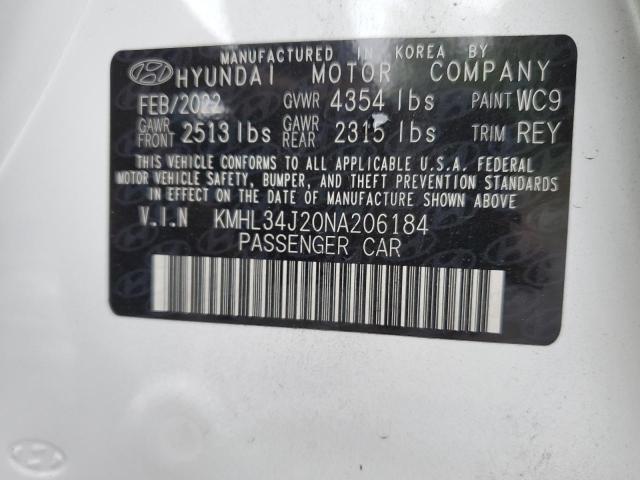 MANUFACTURED IN KOREA BY
HYUNDAI MOTOR COMPANY
FEB/2022 GVWR 4354 lbs PAINT WC9
GAWR FRONT 2513 lbs GAWR REAR 2315 lbs TRIM REY
THIS VEHICLE CONFORMS TO ALL APPLICABLE U.S.A. FEDERAL
MOTOR VEHICLE SAFETY, BUMPER, AND THEFT PREVENTION
STANDARDS IN EFFECT ON THE DATE OF MANUFACTURE SHOWN ABOVE
V.I.N KMHL34J20NA206184
PASSENGER CAR